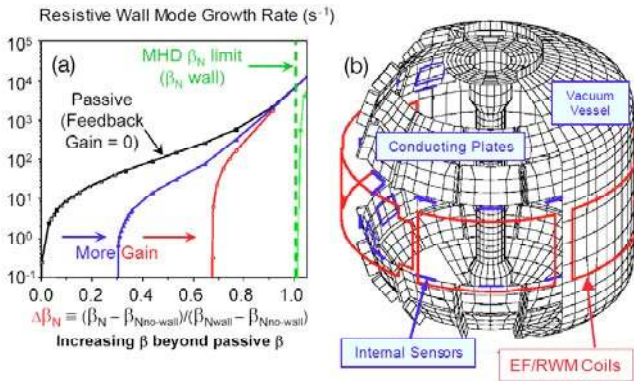 Resistive Wall Mode Growth Rate (s⁻¹)
10⁵
10⁴
10³
10²
10¹
10⁰
10⁻¹
(a)
MHD βN limit
(βN wall)
Passive
(Feedback
Gain = 0)
More Gain
0.0 0.2 0.4 0.6 0.8 1.0
ΔβN ≡ (βN – βNno-wall)/(βNwall – βNno-wall)
Increasing β beyond passive β
(b)
Vacuum
Vessel
Conducting Plates
Internal Sensors
EF/RWM Coils